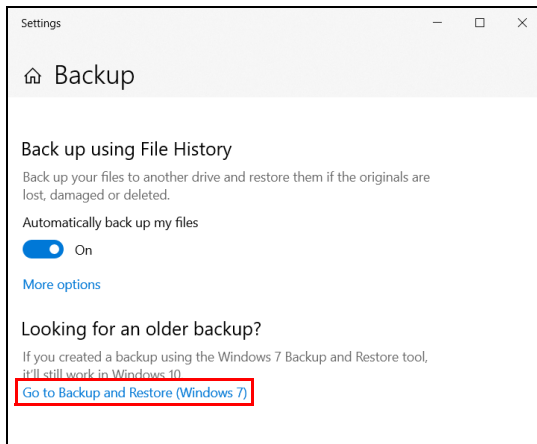 Settings
Backup
Back up using File History
Back up your files to another drive and restore them if the originals are
lost, damaged or deleted.
Automatically back up my files
On
More options
Looking for an older backup?
If you created a backup using the Windows 7 Backup and Restore tool,
it'll still work in Windows 10.
Go to Backup and Restore (Windows 7)